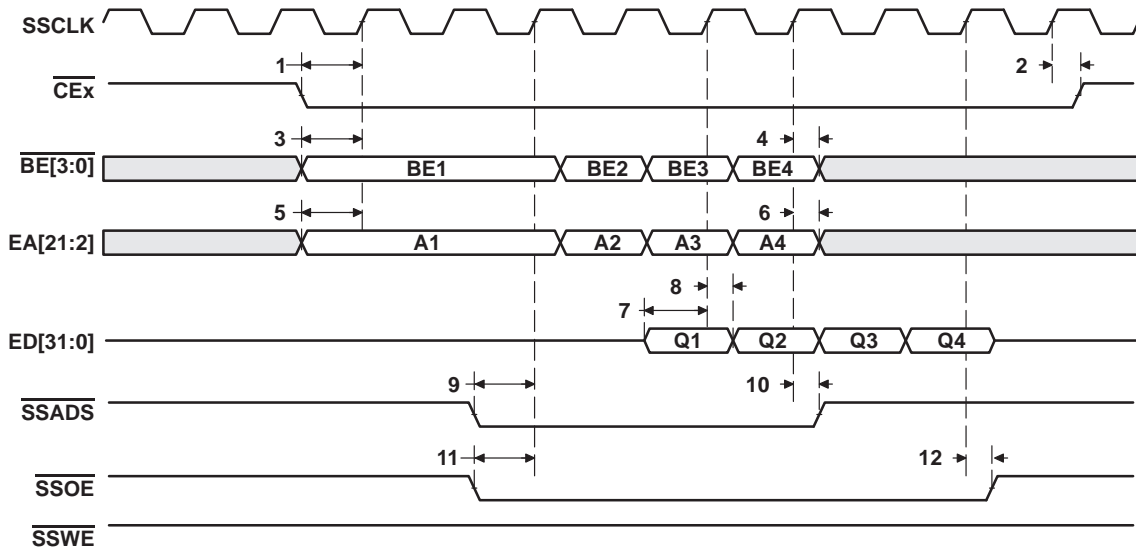 SSCLK
1
2
CEx
3
4
BE[3:0]
BE1
BE2
BE3
BE4
5
6
EA[21:2]
A1
A2
A3
A4
8
7
ED[31:0]
Q1
Q2
Q3
Q4
9
10
SSADS
11
12
SSOE
SSWE